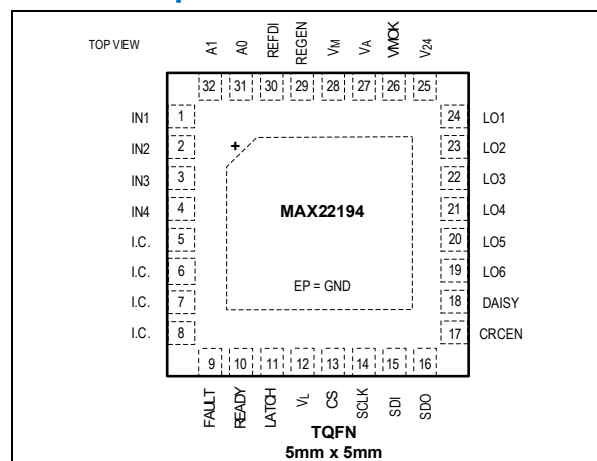 TOP VIEW
A1
A0
REFDI
REGEN
VM
VA
VMOK
V24
32
31
30
29
28
27
26
25
IN1
1
IN2
2
IN3
3
IN4
4
I.C.
5
I.C.
6
I.C.
7
I.C.
8
+
MAX22194
EP = GND
24
LO1
23
LO2
22
LO3
21
LO4
20
LO5
19
LO6
18
DAISY
17
CRCEN
9
10
11
12
13
14
15
16
FAULT
READY
LATCH
VL
CS
SCLK
SDI
SDO
TQFN
5mm x 5mm